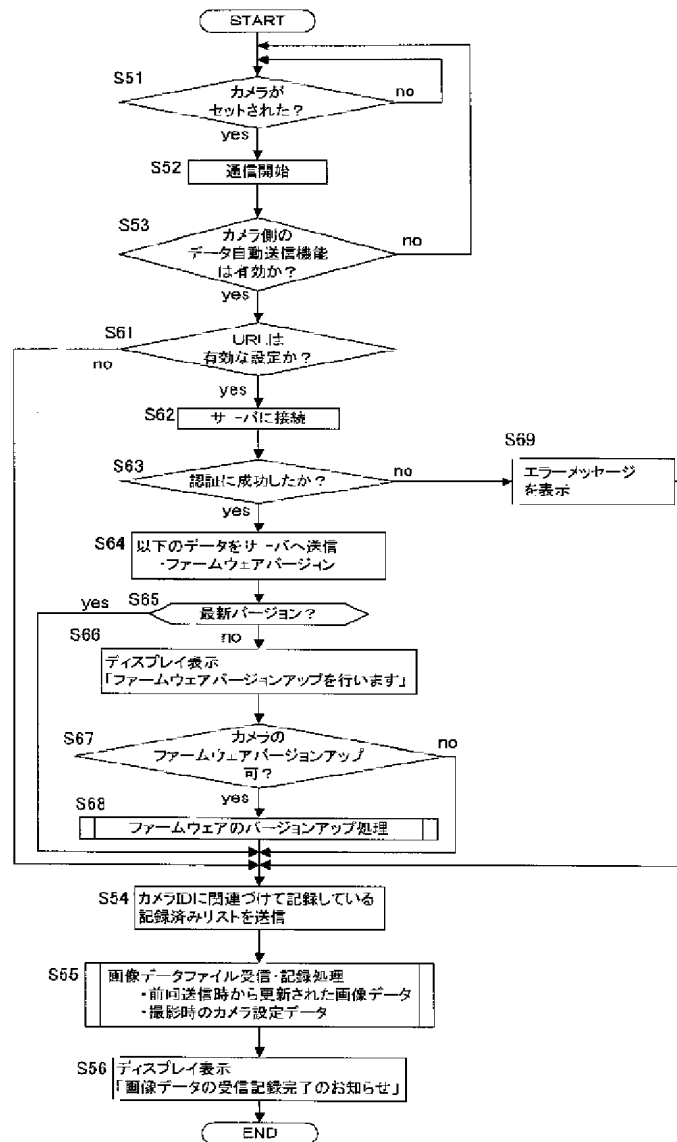 START
S51
カメラが
セットされた?
no
yes
S52
通信開始
S53
カメラ側の
データ自動送信機能
は有効か?
no
yes
S61
URLは
有効な設定か?
no
yes
S62
サーバに接続
S63
認証に成功したか?
no
S69
エラーメッセージ
を表示
yes
S64
以下のデータをサーバへ送信
・ファームウェアバージョン
yes
S65
最新バージョン?
no
S66
ディスプレイ表示
「ファームウェアバージョンアップを行います」
S67
カメラの
ファームウェアバージョンアップ
可?
no
yes
S68
ファームウェアのバージョンアップ処理
S54
カメラIDに関連づけて記録している
記録済みリストを送信
S55
画像データファイル受信・記録処理
・前回送信時から更新された画像データ
・撮影時のカメラ設定データ
S56
ディスプレイ表示
「画像データの受信記録完了のお知らせ」
END